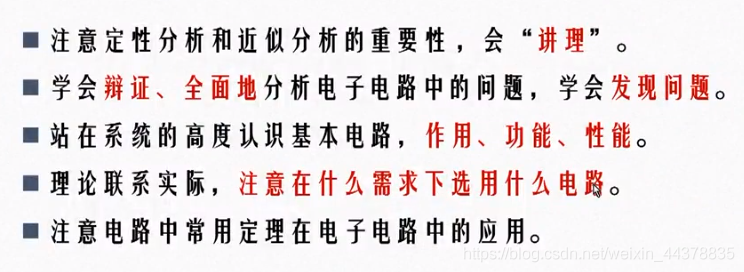 ■ 注意定性分析和近似分析的重要性，会“讲理”。
■ 学会辩证、全面地分析电子电路中的问题，学会发现问题。
■ 站在系统的高度认识基本电路，作用、功能、性能。
■ 理论联系实际，注意在什么需求下选用什么电路。
■ 注意电路中常用定理在电子电路中的应用。
https://blog.csdn.net/weixin_44378835